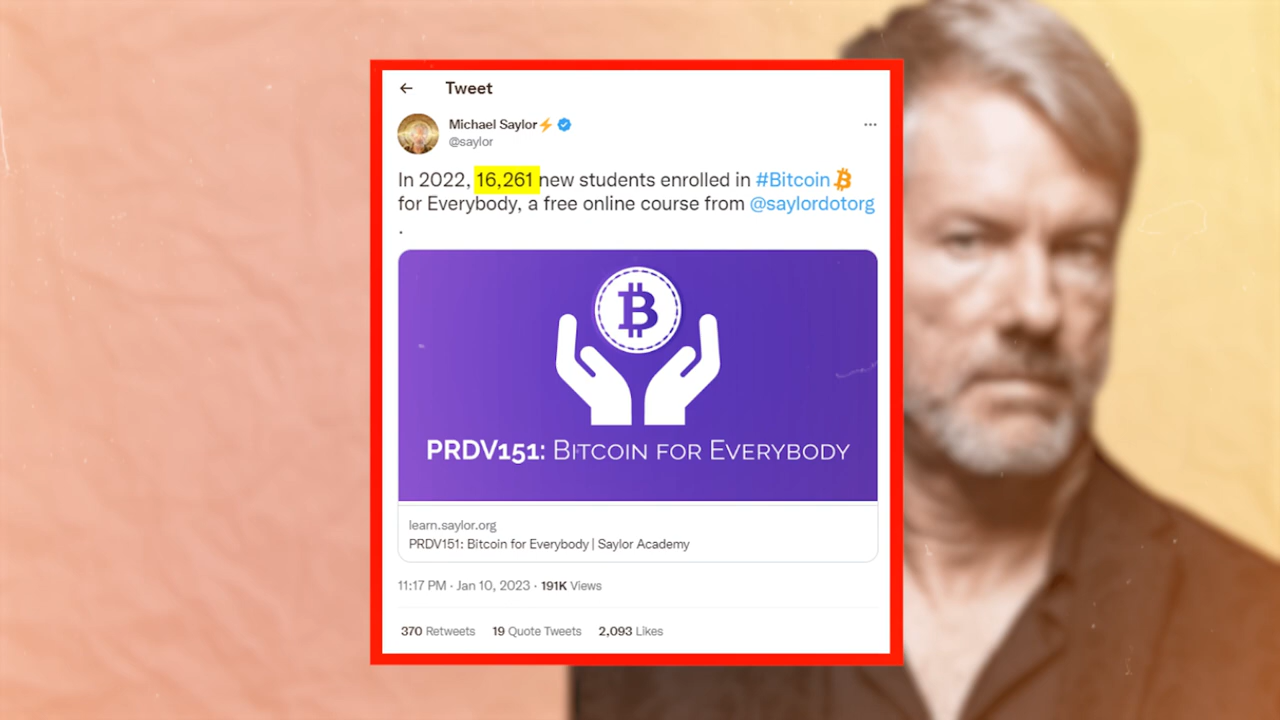 Tweet
Michael Saylor⚡
@saylor
In 2022, 16,261 new students enrolled in #Bitcoin
for Everybody, a free online course from @saylordotorg
.
PRDV151: BITCOIN FOR EVERYBODY
learn.saylor.org
PRDV151: Bitcoin for Everybody | Saylor Academy
11:17 PM · Jan 10, 2023 · 191K Views
370 Retweets 19 Quote Tweets 2,093 Likes